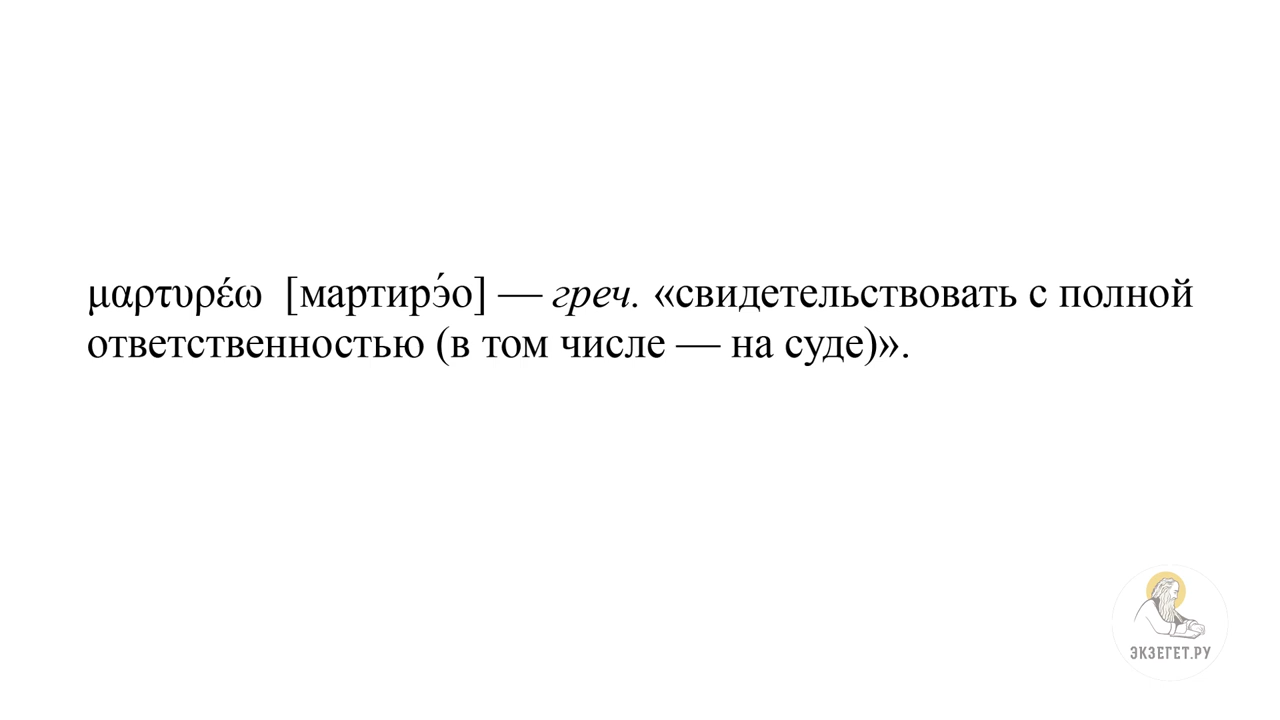 μαρτυρέω [мартирэ́о] — греч. «свидетельствовать с полной
ответственностью (в том числе — на суде)».
ЭКЗЕГЕТ.РУ